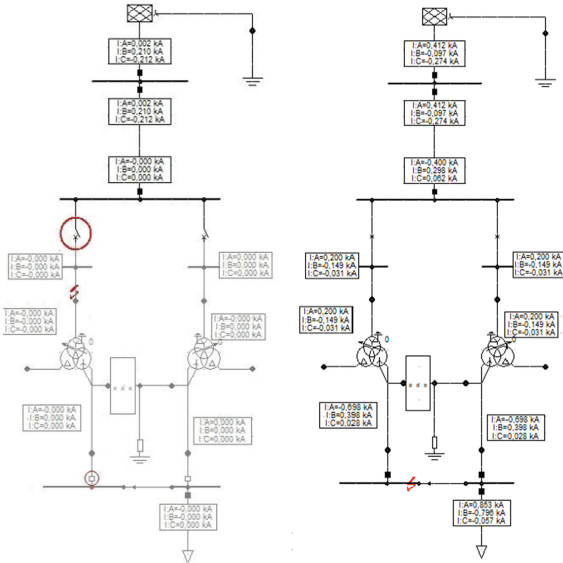 I:A=0,002 kA
I:B=0,210 kA
I:C=-0,212 kA
I:A=0,002 kA
I:B=0,210 kA
I:C=-0,212 kA
I:A=-0,000 kA
I:B=0,000 kA
I:C=0,000 kA
I:A=-0,000 kA
I:B=-0,000 kA
I:C=-0,000 kA
I:A=-0,000 kA
I:B=0,000 kA
I:C=0,000 kA
I:A=-0,000 kA
I:B=-0,000 kA
I:C=-0,000 kA
0
I:A=-0,000 kA
I:B=0,000 kA
I:C=0,000 kA
0
I:A=-0,000 kA
I:B=0,000 kA
I:C=0,000 kA
I:A=-0,000 kA
I:B=0,000 kA
I:C=0,000 kA
I:A=-0,000 kA
I:B=-0,000 kA
I:C=0,000 kA
I:A=0,412 kA
I:B=-0,097 kA
I:C=-0,274 kA
I:A=0,412 kA
I:B=-0,097 kA
I:C=-0,274 kA
I:A=-0,400 kA
I:B=0,298 kA
I:C=0,062 kA
I:A=0,200 kA
I:B=-0,149 kA
I:C=-0,031 kA
I:A=0,200 kA
I:B=-0,149 kA
I:C=-0,031 kA
I:A=0,200 kA
I:B=-0,149 kA
I:C=-0,031 kA
0
I:A=0,200 kA
I:B=-0,149 kA
I:C=-0,031 kA
0
I:A=-0,698 kA
I:B=0,398 kA
I:C=0,028 kA
I:A=-0,698 kA
I:B=0,398 kA
I:C=0,028 kA
I:A=0,853 kA
I:B=-0,796 kA
I:C=-0,057 kA